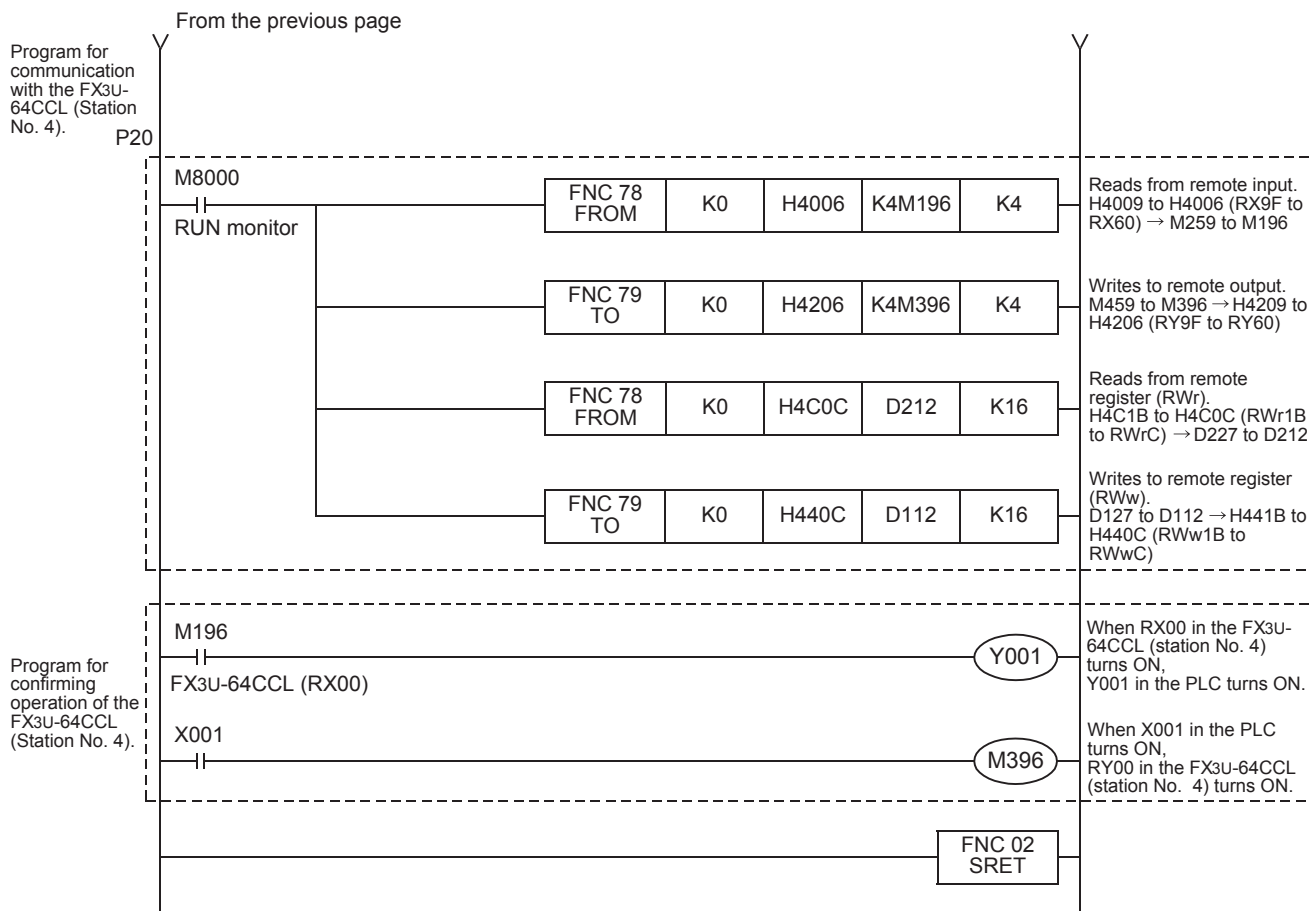 From the previous page
Program for
communication
with the FX3U-
64CCL (Station
No. 4).
P20
M8000
RUN monitor
FNC 78
FROM
K0
H4006
K4M196
K4
Reads from remote input.
H4009 to H4006 (RX9F to
RX60) → M259 to M196
FNC 79
TO
K0
H4206
K4M396
K4
Writes to remote output.
M459 to M396 → H4209 to
H4206 (RY9F to RY60)
FNC 78
FROM
K0
H4C0C
D212
K16
Reads from remote
register (RWr).
H4C1B to H4C0C (RWr1B
to RWrC) → D227 to D212
FNC 79
TO
K0
H440C
D112
K16
Writes to remote register
(RWw).
D127 to D112 → H441B to
H440C (RWw1B to
RWwC)
Program for
confirming
operation of the
FX3U-64CCL
(Station No. 4).
M196
FX3U-64CCL (RX00)
Y001
When RX00 in the FX3U-
64CCL (station No. 4)
turns ON,
Y001 in the PLC turns ON.
X001
M396
When X001 in the PLC
turns ON,
RY00 in the FX3U-64CCL
(station No. 4) turns ON.
FNC 02
SRET